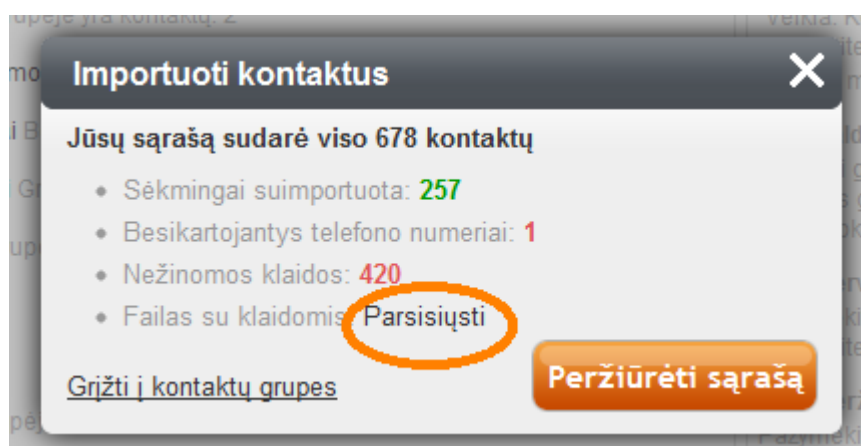 Importuoti kontaktus
Jūsų sąrašą sudarė viso 678 kontaktų
Sėkmingai suimportuota: 257
Besikartojantys telefono numeriai: 1
Nežinomos klaidos: 420
Failas su klaidomis: Parsisiųsti
Grįžti į kontaktų grupes
Peržiūrėti sąrašą